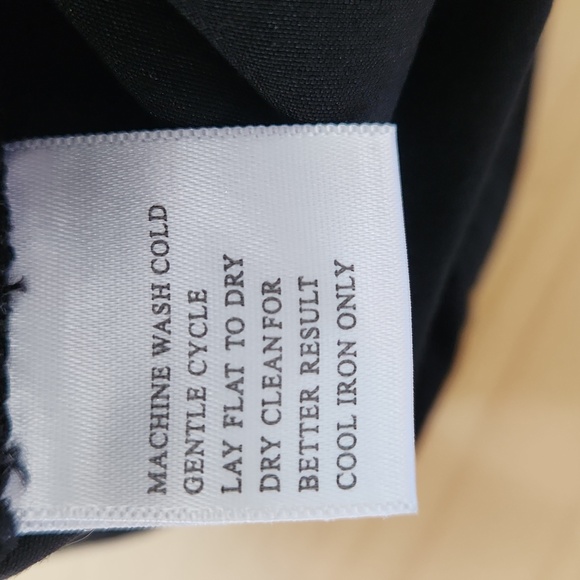 MACHINE WASH COLD
GENTLE CYCLE
LAY FLAT TO DRY
DRY CLEAN FOR
BETTER RESULT
COOL IRON ONLY